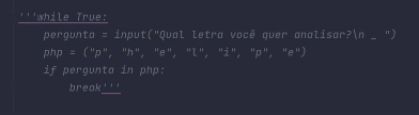 '''while True:
    pergunta = input("Qual letra você quer analisar?\n _ ")
    php = ("p", "h", "e", "l", "i", "p", "e")
    if pergunta in php:
        break'''